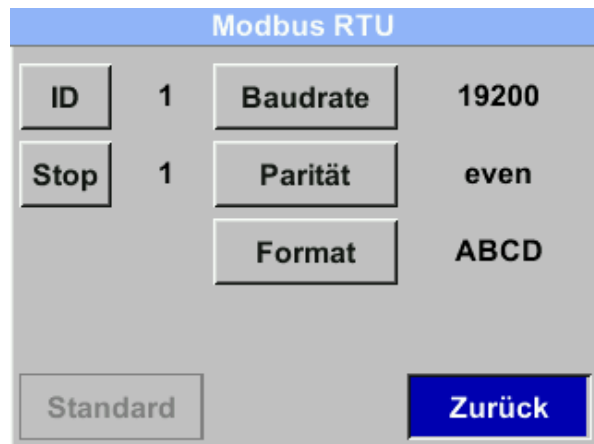 Modbus RTU
ID 1 Baudrate 19200
Stop 1 Parität even
Format ABCD
Standard Zurück